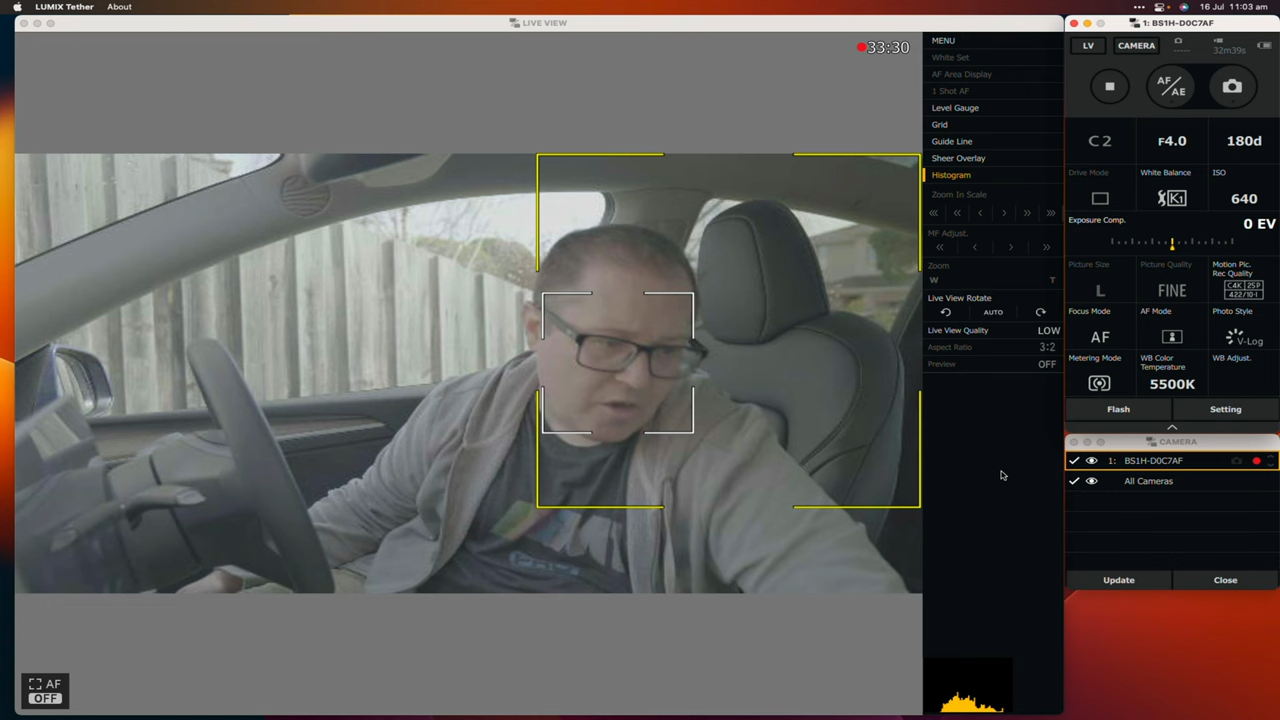 LUMIX Tether About
16 Jul 11:03 am
LIVE VIEW
33:30
AF
OFF
MENU
White Set
AF Area Display
1 Shot AF
Level Gauge
Grid
Guide Line
Sheer Overlay
Histogram
Zoom In Scale
MF Adjust.
Zoom
W T
Live View Rotate
AUTO
Live View Quality LOW
Aspect Ratio 3:2
Preview OFF
1: BS1H-D0C7AF
LV CAMERA 32m39s
AF/AE
C2 F4.0 180d
Drive Mode White Balance ISO
K1 640
Exposure Comp. 0 EV
Picture Size Picture Quality Motion Pic.
Rec Quality
L FINE C4K 25P
422/10-I
Focus Mode AF Mode Photo Style
AF V-Log
Metering Mode WB Color
Temperature WB Adjust.
5500K
Flash Setting
CAMERA
1: BS1H-D0C7AF
All Cameras
Update Close